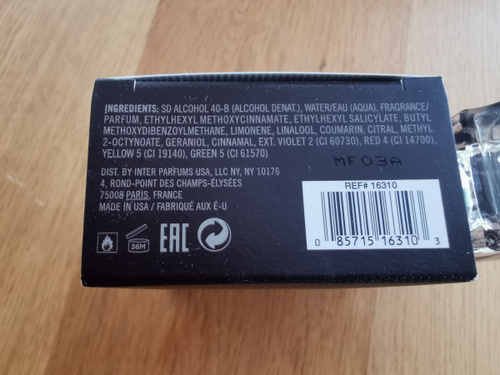 INGREDIENTS: SD ALCOHOL 40-B (ALCOHOL DENAT.), WATER/EAU (AQUA), FRAGRANCE/
PARFUM, ETHYLHEXYL METHOXYCINNAMATE, ETHYLHEXYL SALICYLATE, BUTYL
METHOXYDIBENZOYLMETHANE, LIMONENE, LINALOOL, COUMARIN, CITRAL, METHYL
2-OCTYNOATE, GERANIOL, CINNAMAL, EXT. VIOLET 2 (CI 60730), RED 4 (CI 14700),
YELLOW 5 (CI 19140), GREEN 5 (CI 61570)
MF03A
DIST. BY INTER PARFUMS USA, LLC NY, NY 10176
4, ROND-POINT DES CHAMPS-ÉLYSÉES
75008 PARIS, FRANCE
MADE IN USA / FABRIQUÉ AUX É-U
REF# 16310
36M
EAC
0 85715 16310 3